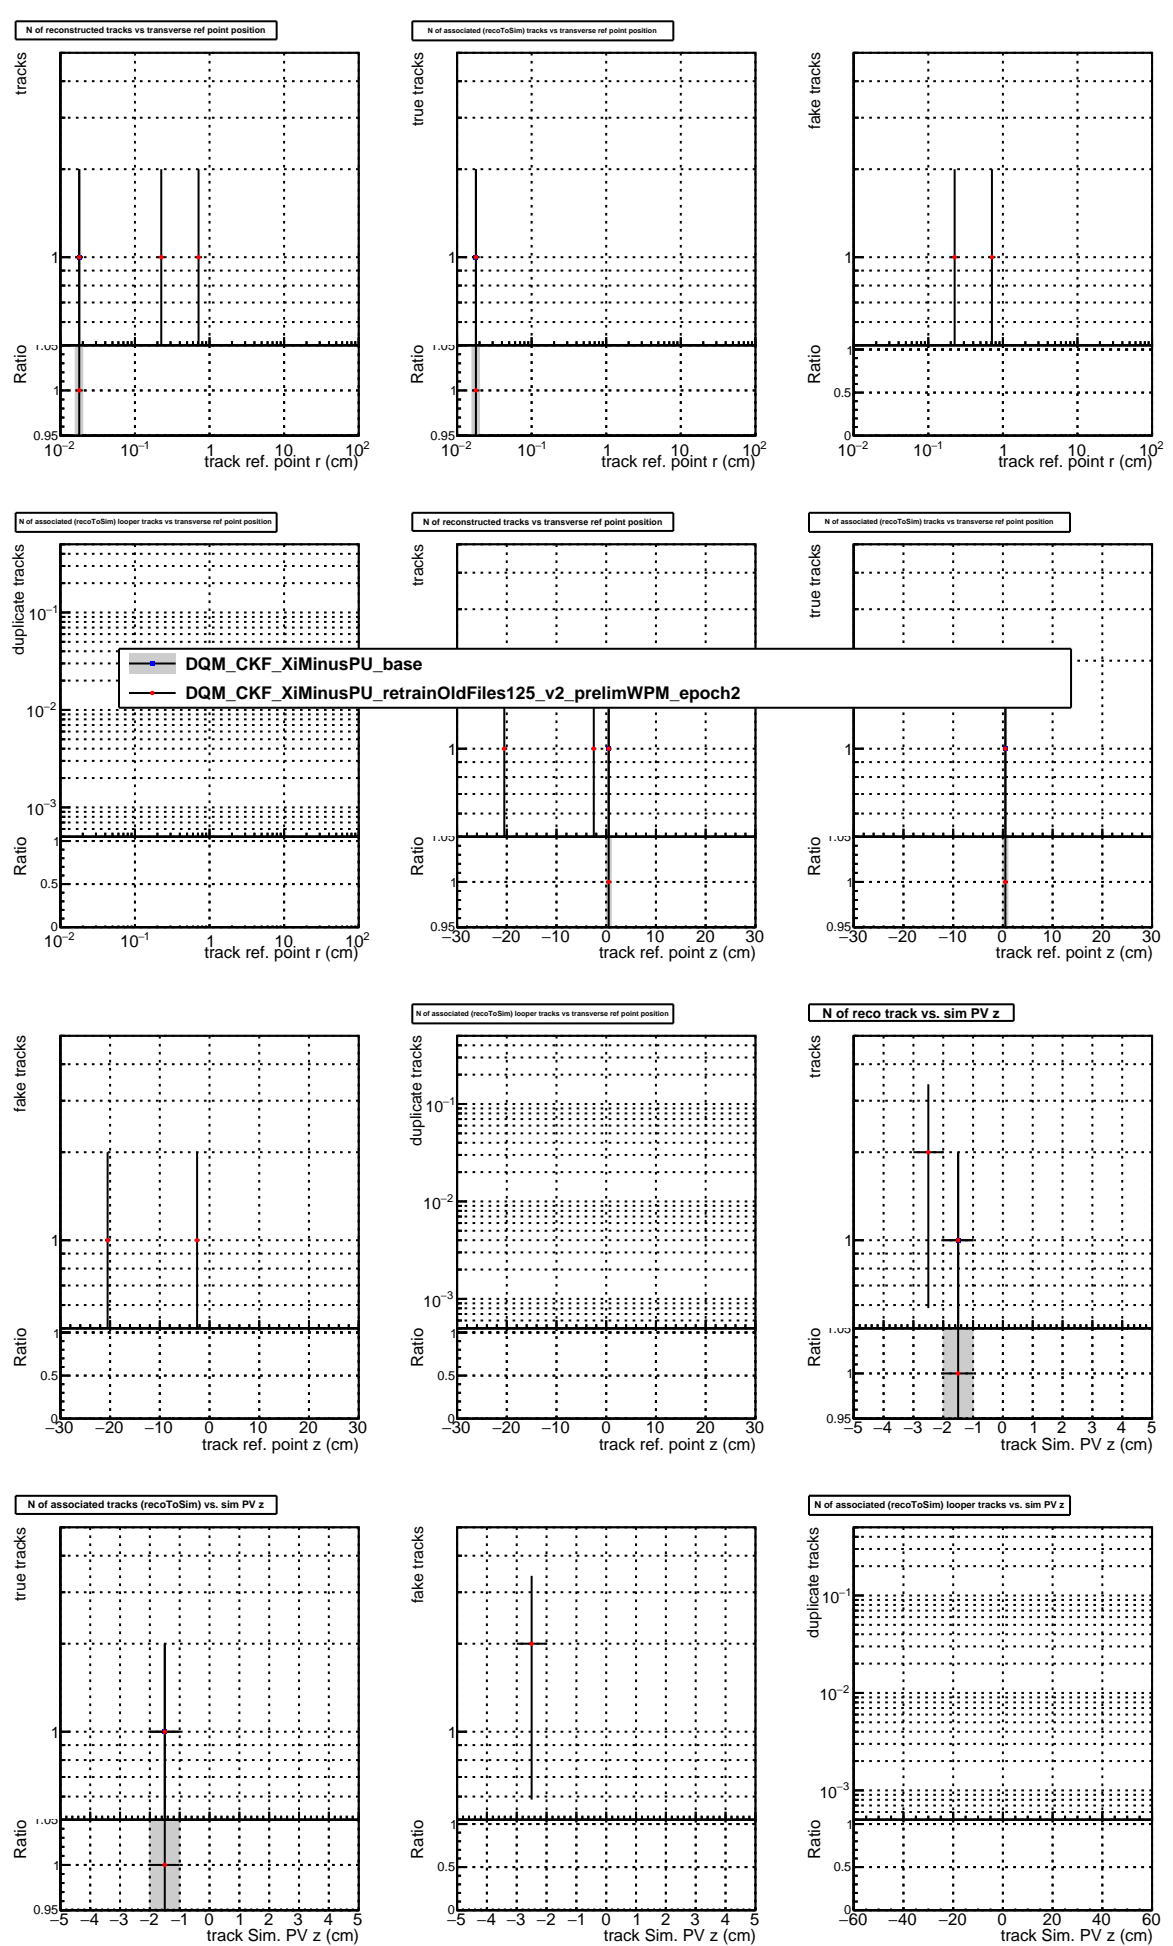 N of reconstructed tracks vs transverse ref point position
tracks
1
Ratio
1.05
1
0.95
10−2 10−1 1 10 102
track ref. point r (cm)
N of associated (recoToSim) tracks vs transverse ref point position
true tracks
1
Ratio
1.05
1
0.95
10−2 10−1 1 10 102
track ref. point r (cm)
fake tracks
1
Ratio
1
0.5
0
10−2 10−1 1 10 102
track ref. point r (cm)
N of associated (recoToSim) looper tracks vs transverse ref point position
duplicate tracks
10−1
10−2
10−3
Ratio
1
0.5
0
10−2 10−1 1 10 102
track ref. point r (cm)
N of reconstructed tracks vs transverse ref point position
tracks
1
Ratio
1.05
1
0.95
−30 −20 −10 0 10 20 30
track ref. point z (cm)
N of associated (recoToSim) tracks vs transverse ref point position
true tracks
1
Ratio
1.05
1
0.95
−30 −20 −10 0 10 20 30
track ref. point z (cm)
DQM_CKF_XiMinusPU_base
DQM_CKF_XiMinusPU_retrainOldFiles125_v2_prelimWPM_epoch2
fake tracks
1
Ratio
1
0.5
0
−30 −20 −10 0 10 20 30
track ref. point z (cm)
N of associated (recoToSim) looper tracks vs transverse ref point position
duplicate tracks
10−1
10−2
10−3
Ratio
1
0.5
0
−30 −20 −10 0 10 20 30
track ref. point z (cm)
N of reco track vs. sim PV z
tracks
1
Ratio
1.05
1
0.95
−5 −4 −3 −2 −1 0 1 2 3 4 5
track Sim. PV z (cm)
N of associated tracks (recoToSim) vs. sim PV z
true tracks
1
Ratio
1.05
1
0.95
−5 −4 −3 −2 −1 0 1 2 3 4 5
track Sim. PV z (cm)
fake tracks
1
Ratio
1
0.5
0
−5 −4 −3 −2 −1 0 1 2 3 4 5
track Sim. PV z (cm)
N of associated (recoToSim) looper tracks vs. sim PV z
duplicate tracks
10−1
10−2
10−3
Ratio
1
0.5
0
−60 −40 −20 0 20 40 60
track Sim. PV z (cm)